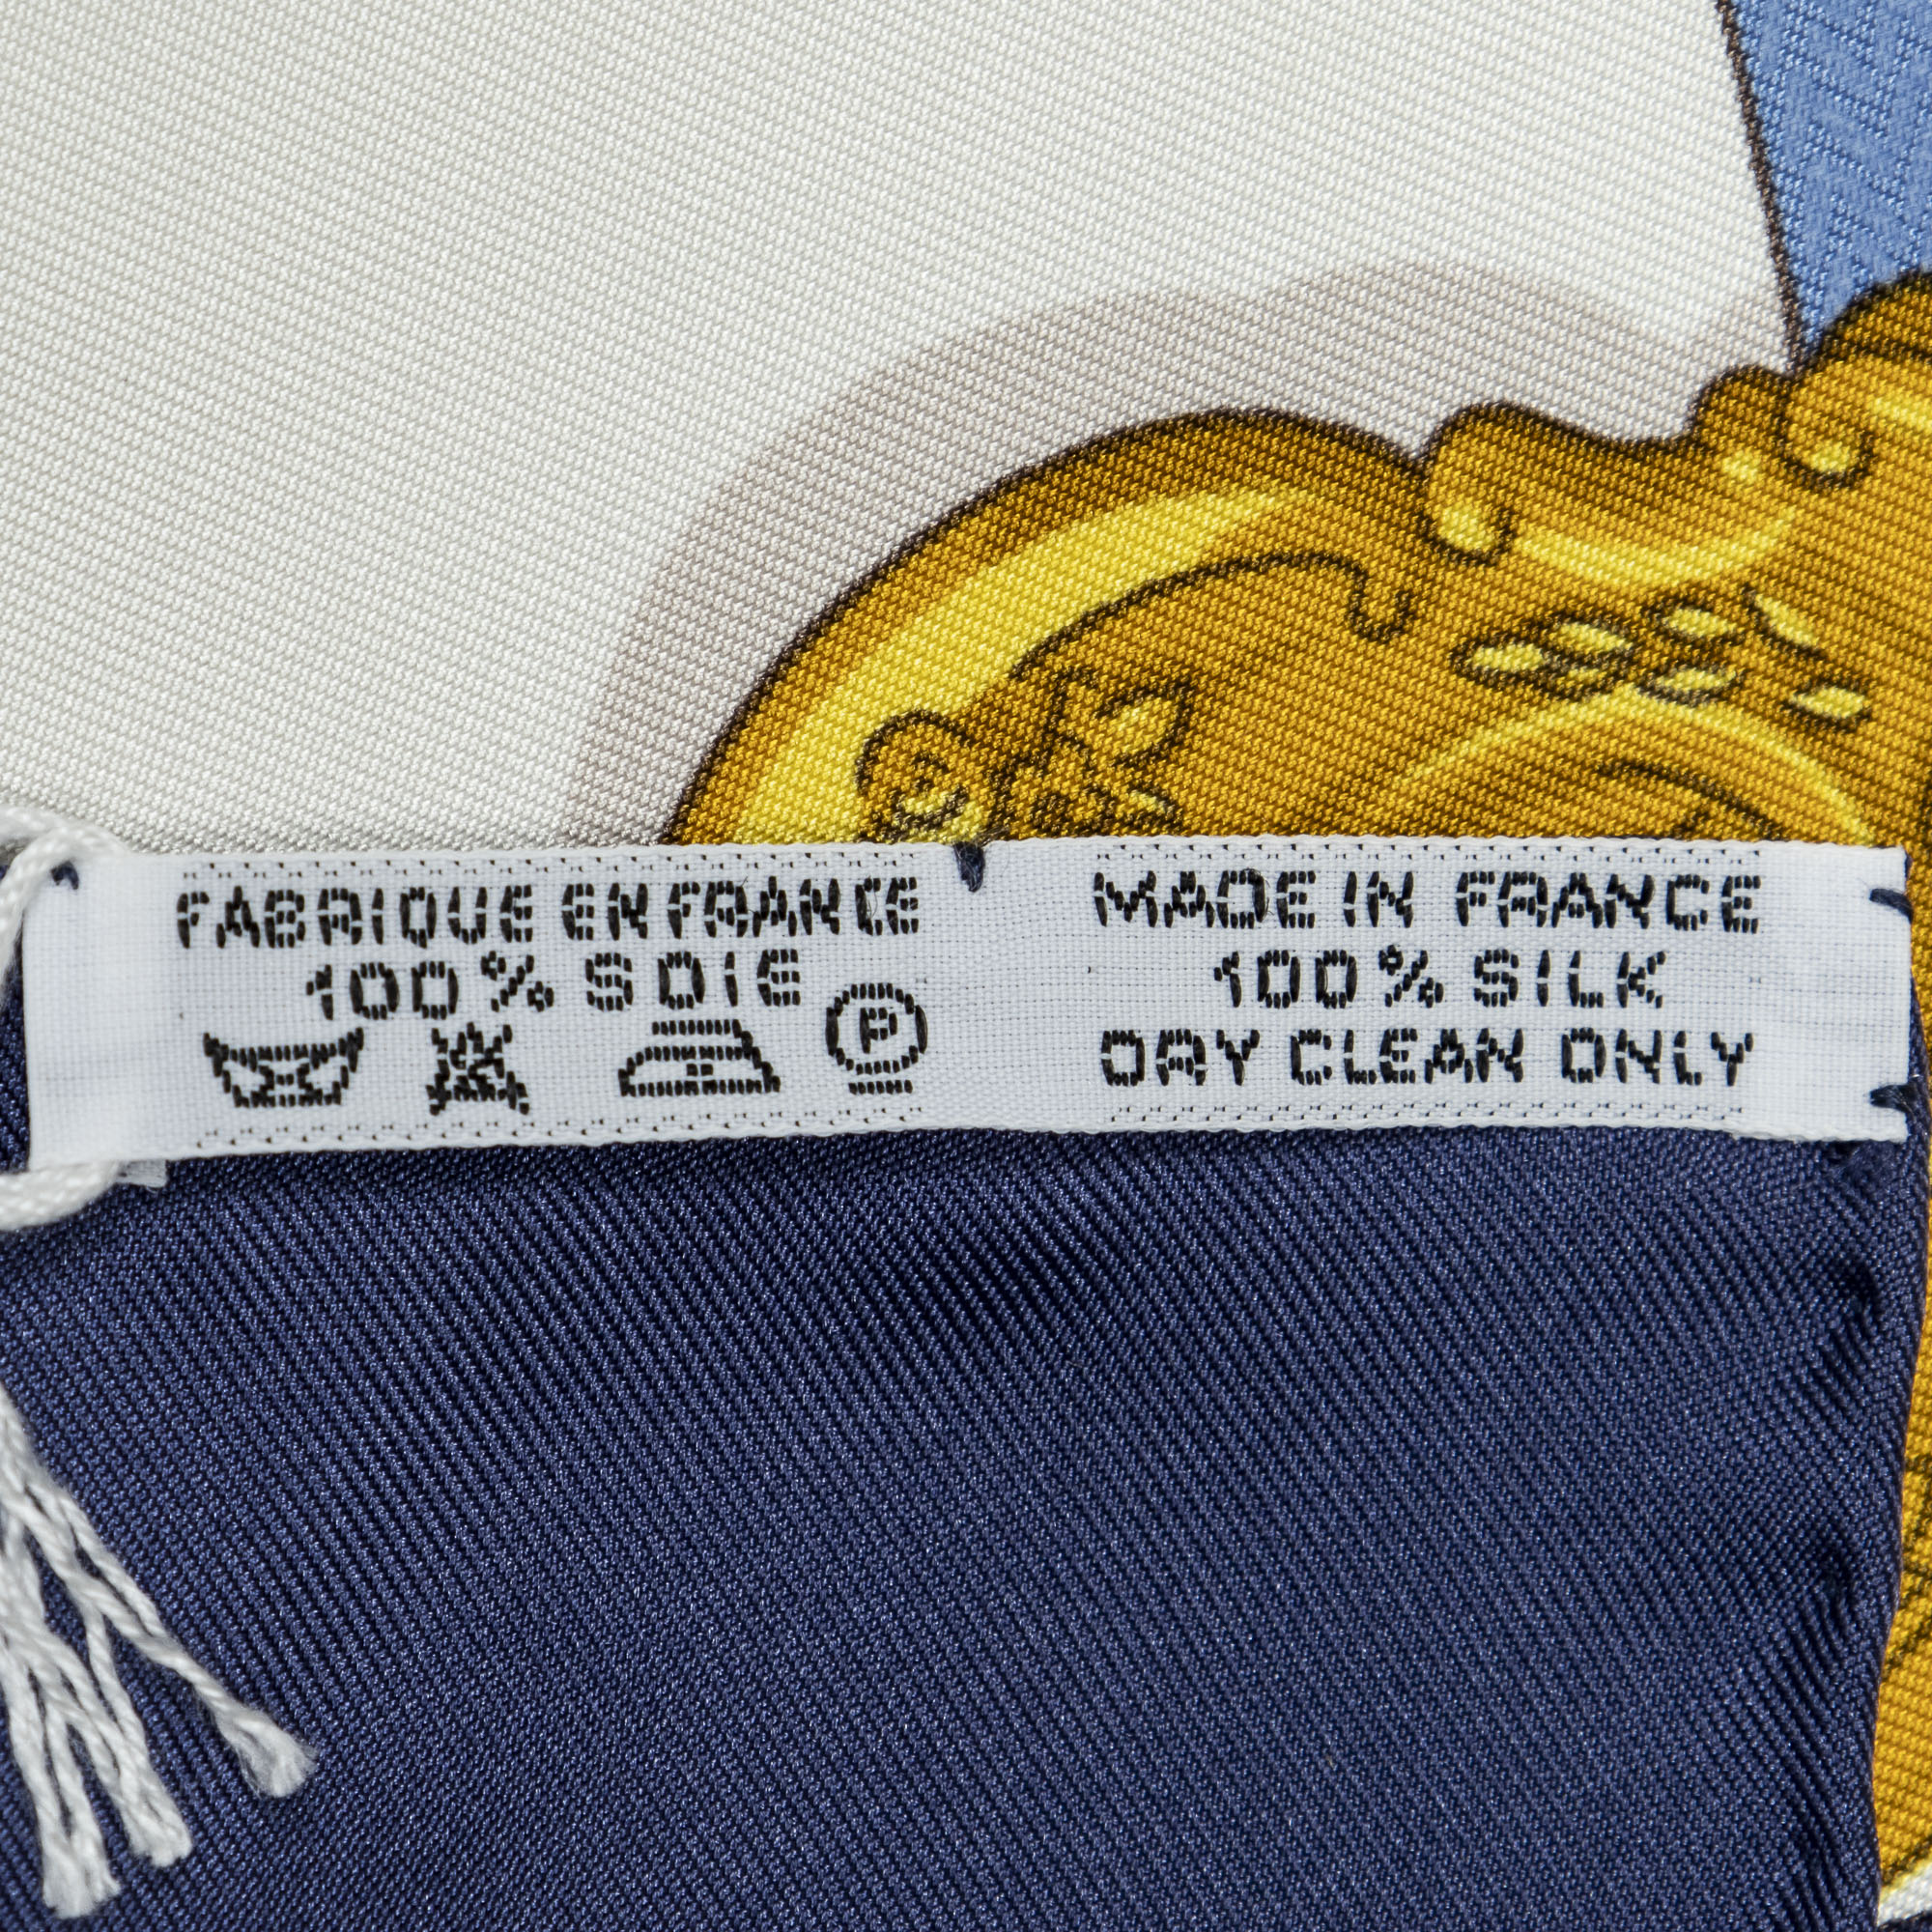 FABRIQUE EN FRANCE
100% SOIE
P
MADE IN FRANCE
100% SILK
DRY CLEAN ONLY